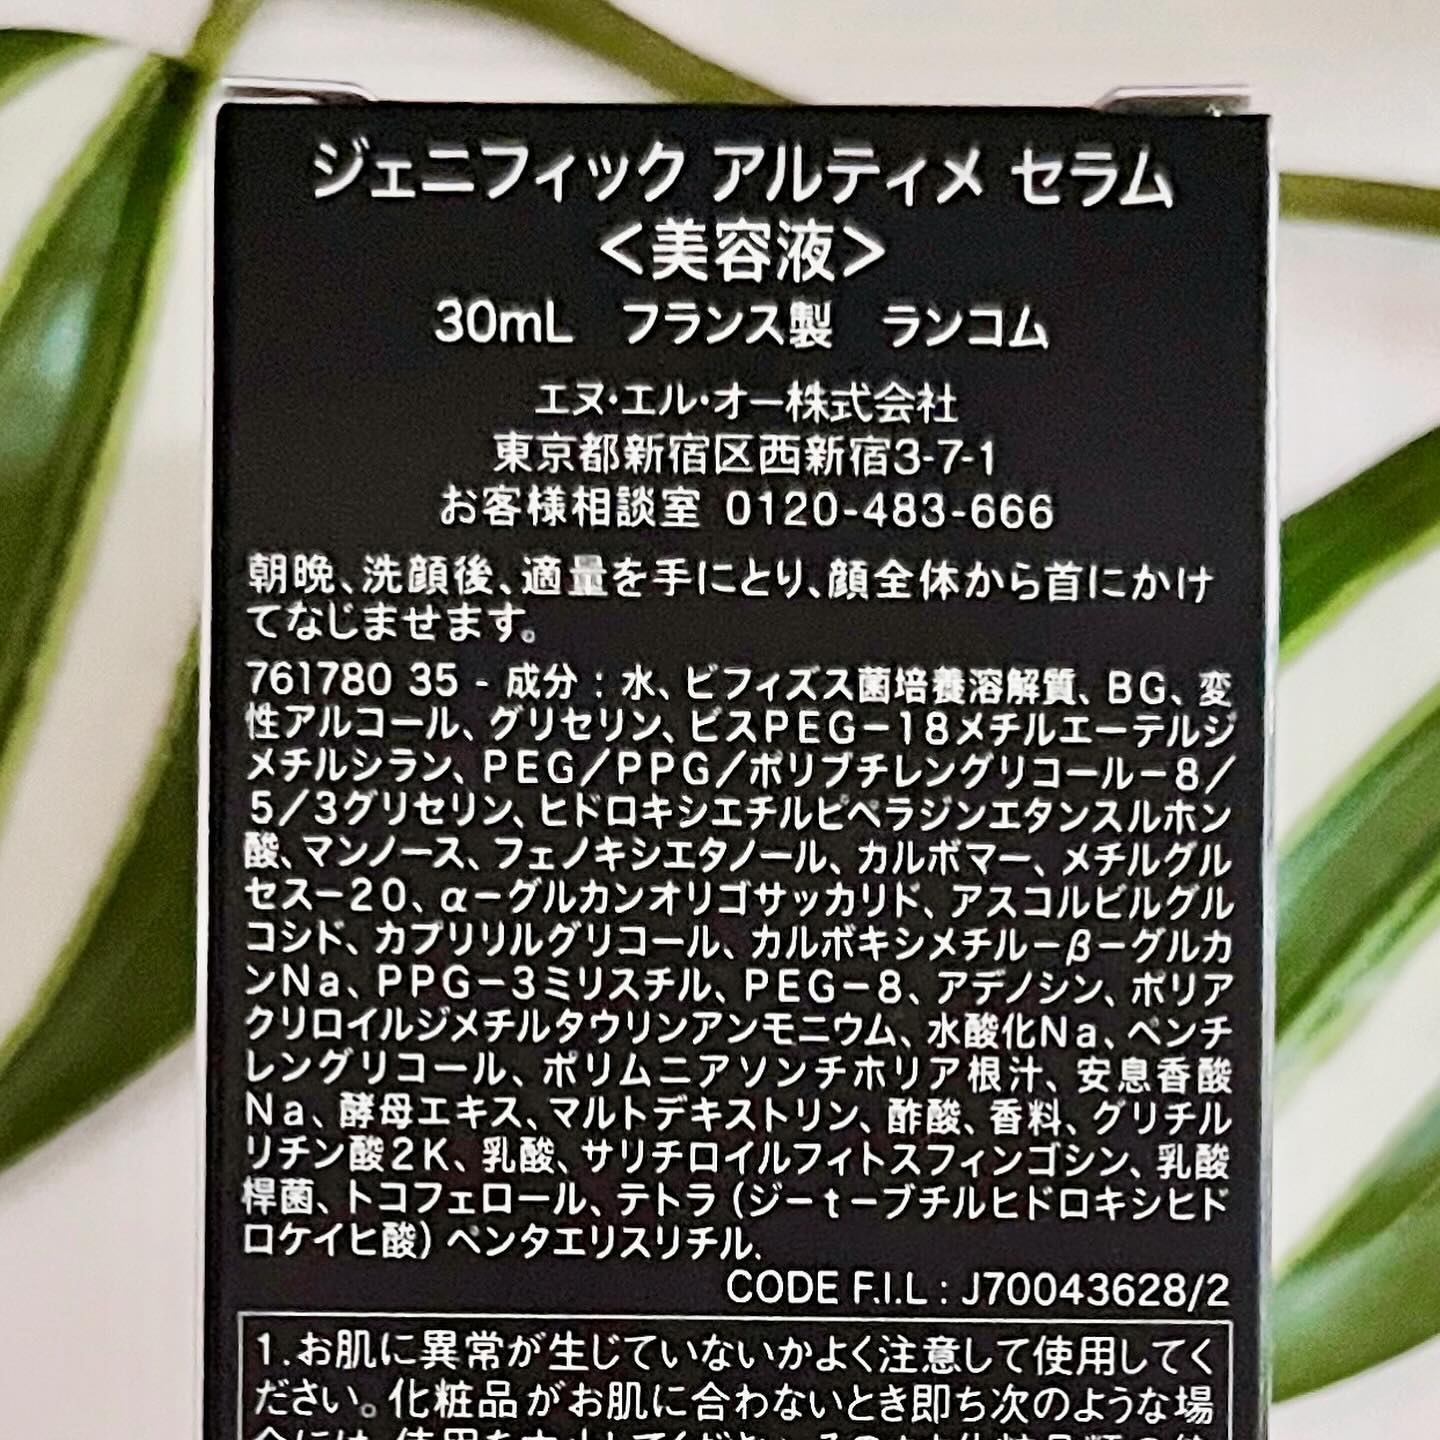 ジェニフィック アルティメ セラム
<美容液>
30mL フランス製 ランコム
エヌ・エル・オー株式会社
東京都新宿区西新宿3-7-1
お客様相談室 0120-483-666
朝晩、洗顔後、適量を手にとり、顔全体から首にかけ
てなじませます。
761780 35 - 成分：水、ビフィズス菌培養溶解質、BG、変
性アルコール、グリセリン、ビスPEG－18メチルエーテルジ
メチルシラン、PEG／PPG／ポリブチレングリコール－8／
5／3グリセリン、ヒドロキシエチルピペラジンエタンスルホン
酸、マンノース、フェノキシエタノール、カルボマー、メチルグル
セス－20、α－グルカンオリゴサッカリド、アスコルビルグル
コシド、カプリリルグリコール、カルボキシメチル－β－グルカ
ンNa、PPG－3ミリスチル、PEG－8、アデノシン、ポリア
クリロイルジメチルタウリンアンモニウム、水酸化Na、ペンチ
レングリコール、ポリムニアソンチホリア根汁、安息香酸
Na、酵母エキス、マルトデキストリン、酢酸、香料、グリチル
リチン酸2K、乳酸、サリチロイルフィトスフィンゴシン、乳酸
桿菌、トコフェロール、テトラ（ジ－t－ブチルヒドロキシヒド
ロケイヒ酸）ペンタエリスリチル.
CODE F.I.L : J70043628/2
1.お肌に異常が生じていないかよく注意して使用してく
ださい。化粧品がお肌に合わないとき即ち次のような場